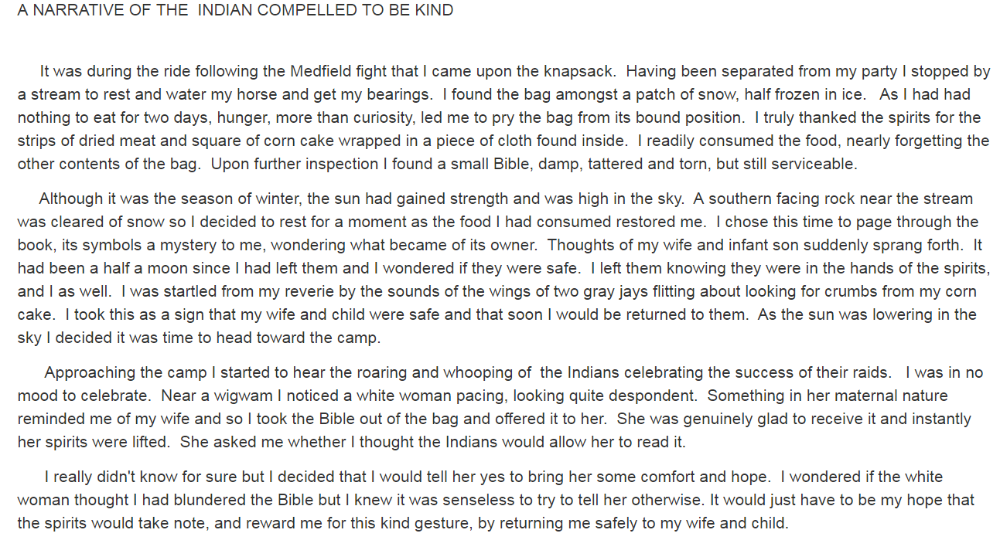 A NARRATIVE OF THE  INDIAN COMPELLED TO BE KIND
It was during the ride following the Medfield fight that I came upon the knapsack.  Having been separated from my party I stopped by
a stream to rest and water my horse and get my bearings.  I found the bag amongst a patch of snow, half frozen in ice.   As I had had
nothing to eat for two days, hunger, more than curiosity, led me to pry the bag from its bound position.  I truly thanked the spirits for the
strips of dried meat and square of corn cake wrapped in a piece of cloth found inside.  I readily consumed the food, nearly forgetting the
other contents of the bag.  Upon further inspection I found a small Bible, damp, tattered and torn, but still serviceable.
Although it was the season of winter, the sun had gained strength and was high in the sky.  A southern facing rock near the stream
was cleared of snow so I decided to rest for a moment as the food I had consumed restored me.  I chose this time to page through the
book, its symbols a mystery to me, wondering what became of its owner.  Thoughts of my wife and infant son suddenly sprang forth.  It
had been a half a moon since I had left them and I wondered if they were safe.  I left them knowing they were in the hands of the spirits,
and I as well.  I was startled from my reverie by the sounds of the wings of two gray jays flitting about looking for crumbs from my corn
cake.  I took this as a sign that my wife and child were safe and that soon I would be returned to them.  As the sun was lowering in the
sky I decided it was time to head toward the camp.
Approaching the camp I started to hear the roaring and whooping of  the Indians celebrating the success of their raids.   I was in no
mood to celebrate.  Near a wigwam I noticed a white woman pacing, looking quite despondent.  Something in her maternal nature
reminded me of my wife and so I took the Bible out of the bag and offered it to her.  She was genuinely glad to receive it and instantly
her spirits were lifted.  She asked me whether I thought the Indians would allow her to read it.
I really didn't know for sure but I decided that I would tell her yes to bring her some comfort and hope.  I wondered if the white
woman thought I had blundered the Bible but I knew it was senseless to try to tell her otherwise. It would just have to be my hope that
the spirits would take note, and reward me for this kind gesture, by returning me safely to my wife and child.